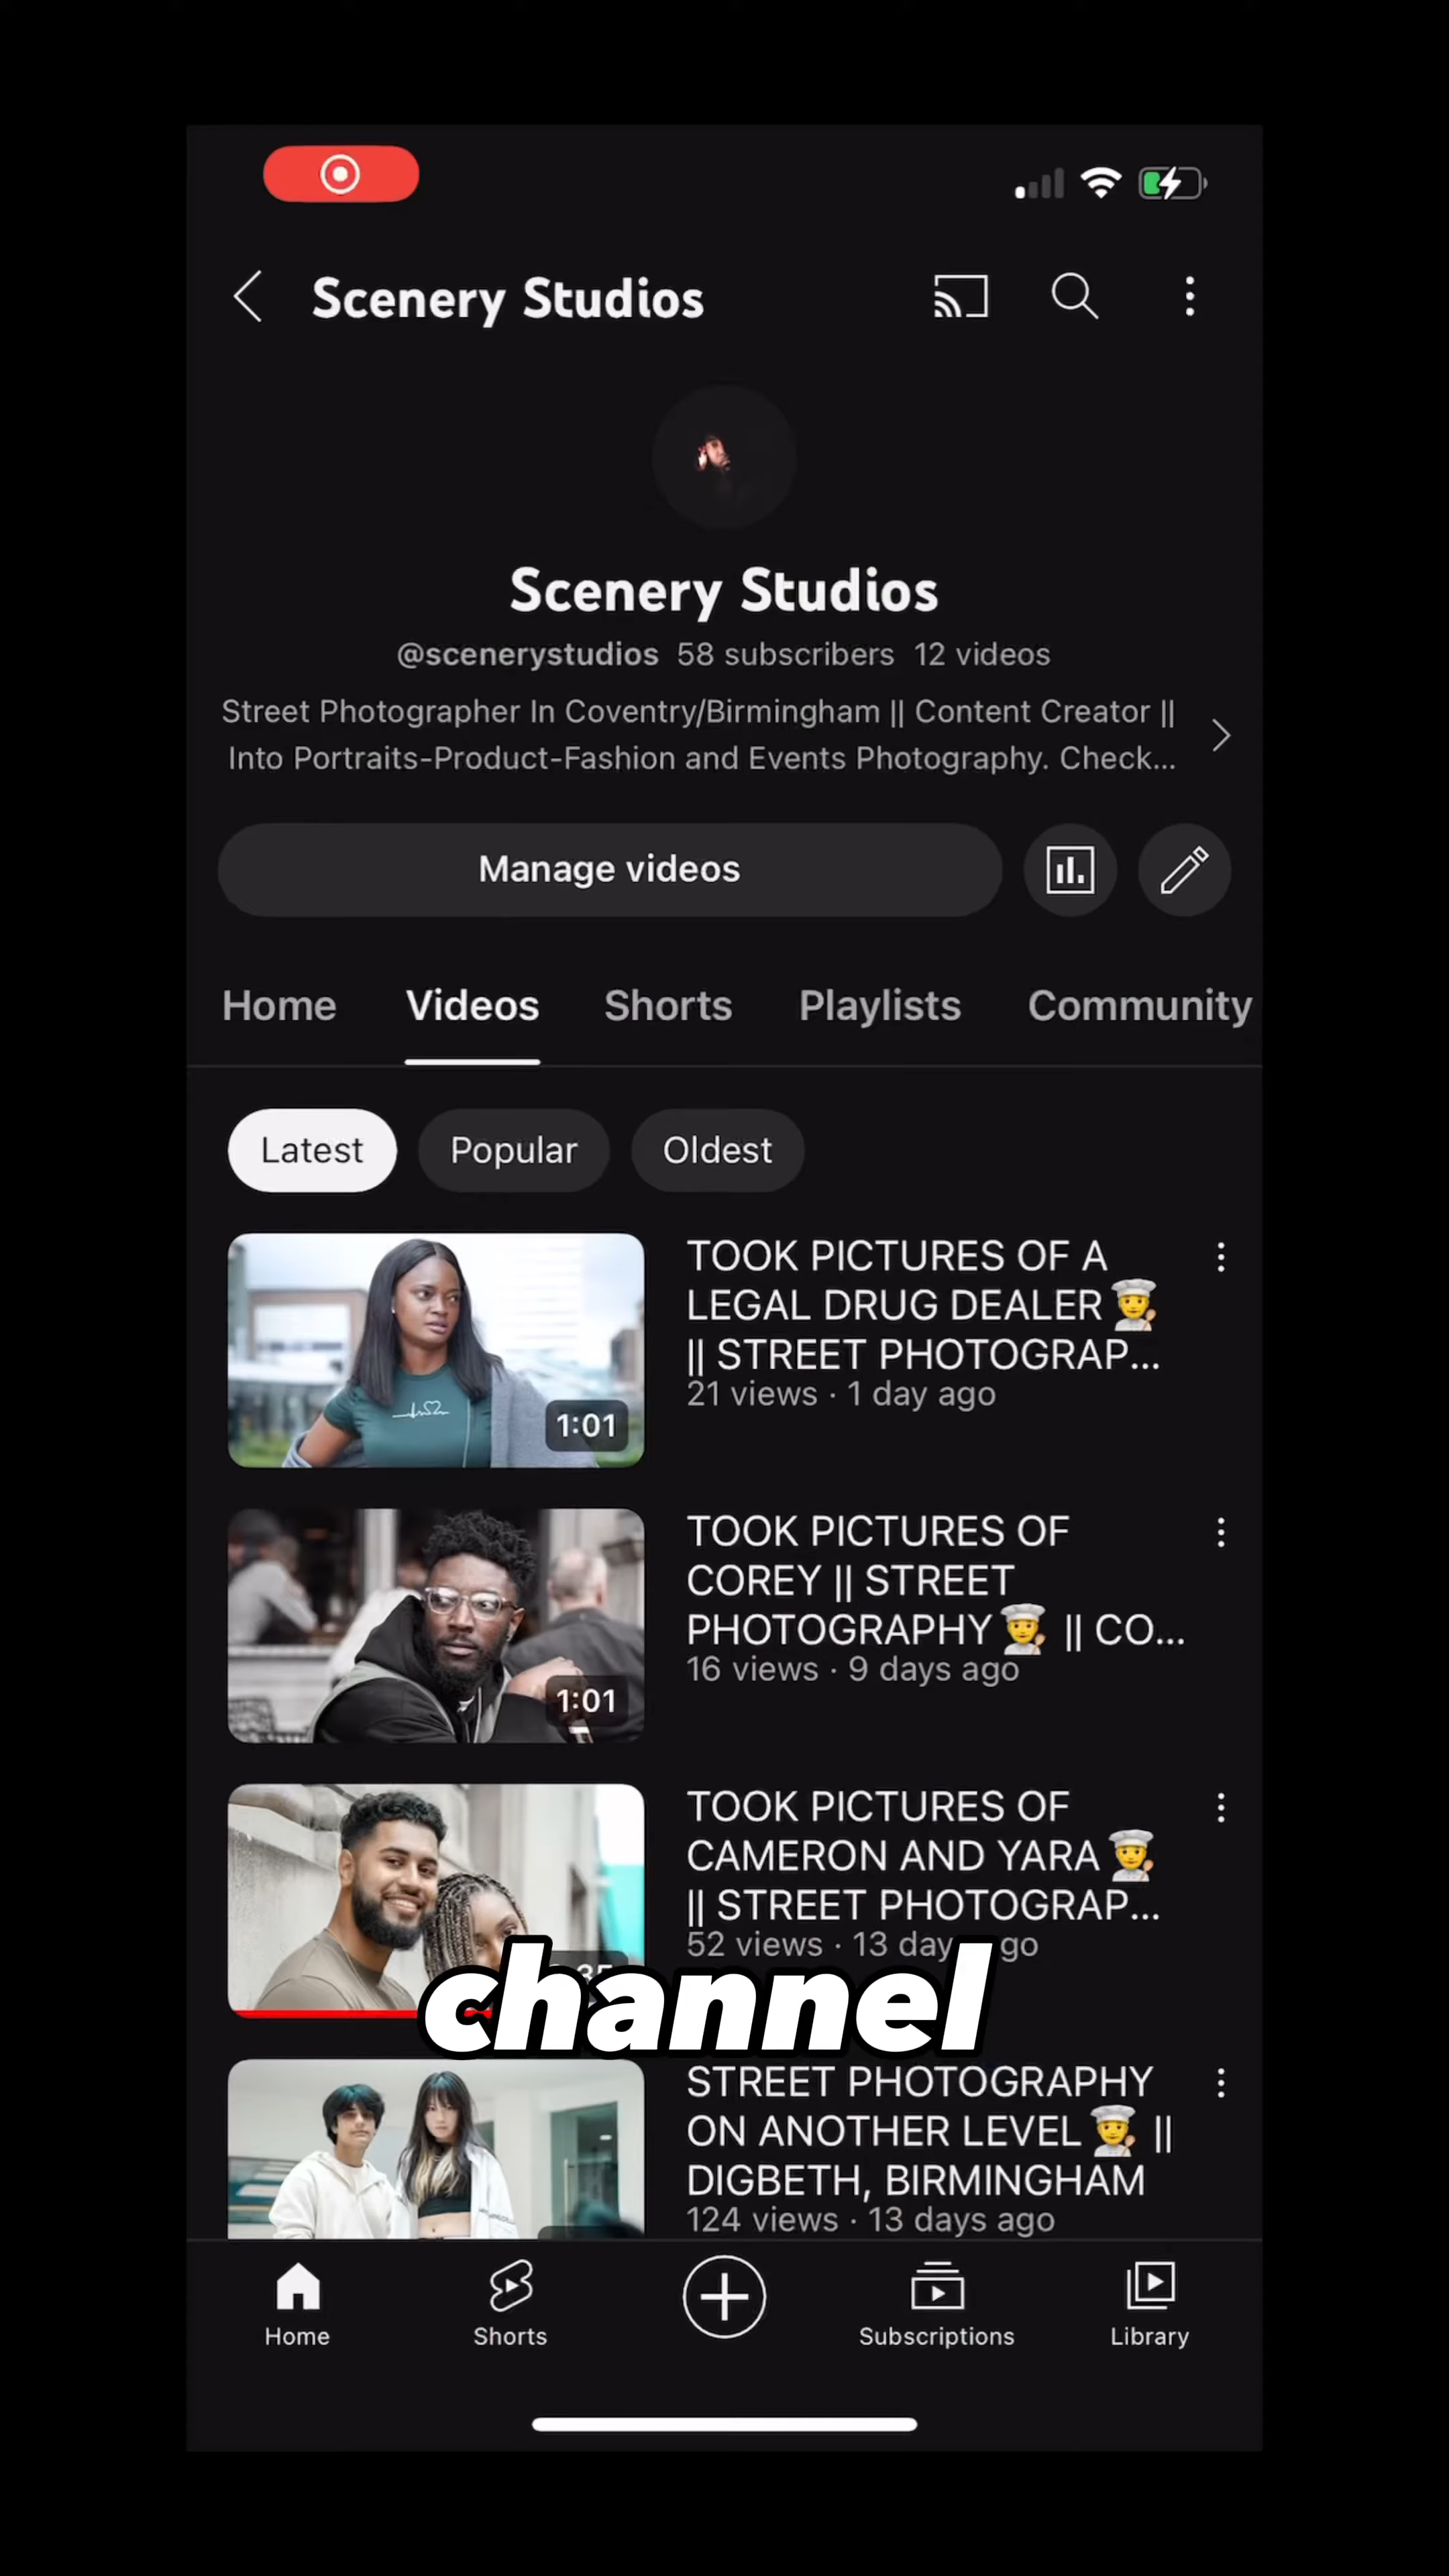 Scenery Studios
Scenery Studios
@scenerystudios 58 subscribers 12 videos
Street Photographer In Coventry/Birmingham || Content Creator ||
Into Portraits-Product-Fashion and Events Photography. Check...
Manage videos
Home Videos Shorts Playlists Community
Latest Popular Oldest
1:01
TOOK PICTURES OF A
LEGAL DRUG DEALER👨‍🍳
|| STREET PHOTOGRAP...
21 views · 1 day ago
1:01
TOOK PICTURES OF
COREY || STREET
PHOTOGRAPHY👨‍🍳 || CO...
16 views · 9 days ago
TOOK PICTURES OF
CAMERON AND YARA👨‍🍳
|| STREET PHOTOGRAP...
52 views · 13 days ago
channel
STREET PHOTOGRAPHY
ON ANOTHER LEVEL👨‍🍳 ||
DIGBETH, BIRMINGHAM
124 views · 13 days ago
Home Shorts Subscriptions Library